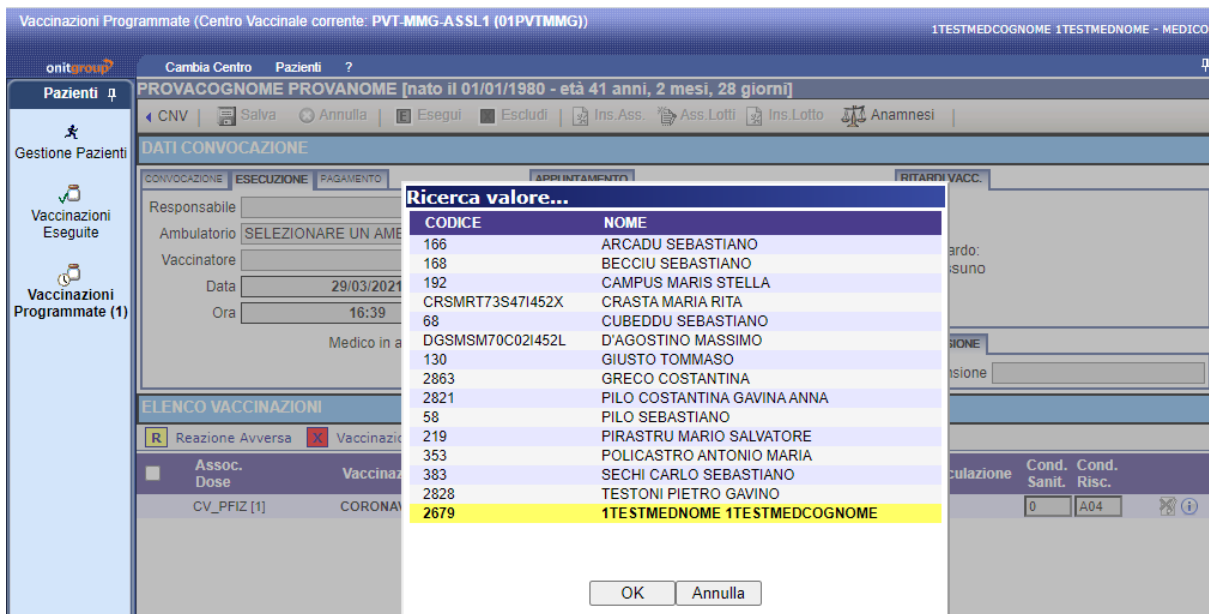 Vaccinazioni Programmate (Centro Vaccinale corrente: PVT-MMG-ASSL1 (01PVTMMG))
1TESTMEDCOGNOME 1TESTMEDNOME - MEDICO
onitgroup
Cambia Centro Pazienti ?
Pazienti
PROVACOGNOME PROVANOME [nato il 01/01/1980 - età 41 anni, 2 mesi, 28 giorni]
CNV | Salva Annulla | E Esegui Escludi | Ins.Ass. Ass.Lotti Ins.Lotto Anamnesi |
Gestione Pazienti
Vaccinazioni
Eseguite
Vaccinazioni
Programmate (1)
DATI CONVOCAZIONE
CONVOCAZIONE ESECUZIONE PAGAMENTO
APPUNTAMENTO
RITARDI VACC.
Responsabile
Ambulatorio SELEZIONARE UN AME
Vaccinatore
Data 29/03/2021
Ora 16:39
Medico in a
ardo:
ssuno
SIONE
nsione
Ricerca valore...
CODICE NOME
166 ARCADU SEBASTIANO
168 BECCIU SEBASTIANO
192 CAMPUS MARIS STELLA
CRSMRT73S47I452X CRASTA MARIA RITA
68 CUBEDDU SEBASTIANO
DGSMSM70C02I452L D'AGOSTINO MASSIMO
130 GIUSTO TOMMASO
2863 GRECO COSTANTINA
2821 PILO COSTANTINA GAVINA ANNA
58 PILO SEBASTIANO
219 PIRASTRU MARIO SALVATORE
353 POLICASTRO ANTONIO MARIA
383 SECHI CARLO SEBASTIANO
2828 TESTONI PIETRO GAVINO
2679 1TESTMEDNOME 1TESTMEDCOGNOME
OK Annulla
ELENCO VACCINAZIONI
R Reazione Avversa X Vaccinazio
Assoc.
Dose
Vaccinaz
culazione
Cond.
Sanit.
Cond.
Risc.
CV_PFIZ [1] CORONAV
0 A04